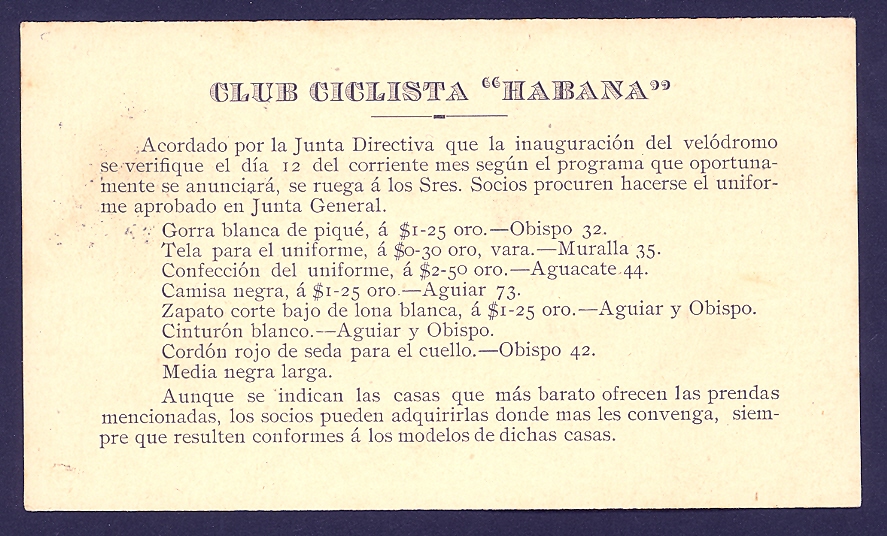 CLUB CICLISTA “HABANA”
Acordado por la Junta Directiva que la inauguración del velódromo
se verifique el día 12 del corriente mes según el programa que oportuna-
mente se anunciará, se ruega á los Sres. Socios procuren hacerse el unifor-
me aprobado en Junta General.
Gorra blanca de piqué, á $1-25 oro.—Obispo 32.
Tela para el uniforme, á $0-30 oro, vara.—Muralla 35.
Confección del uniforme, á $2-50 oro.—Aguacate 44.
Camisa negra, á $1-25 oro.—Aguiar 73.
Zapato corte bajo de lona blanca, á $1-25 oro.—Aguiar y Obispo.
Cinturón blanco.—Aguiar y Obispo.
Cordón rojo de seda para el cuello.—Obispo 42.
Media negra larga.
Aunque se indican las casas que más barato ofrecen las prendas
mencionadas, los socios pueden adquirirlas donde mas les convenga, siem-
pre que resulten conformes á los modelos de dichas casas.